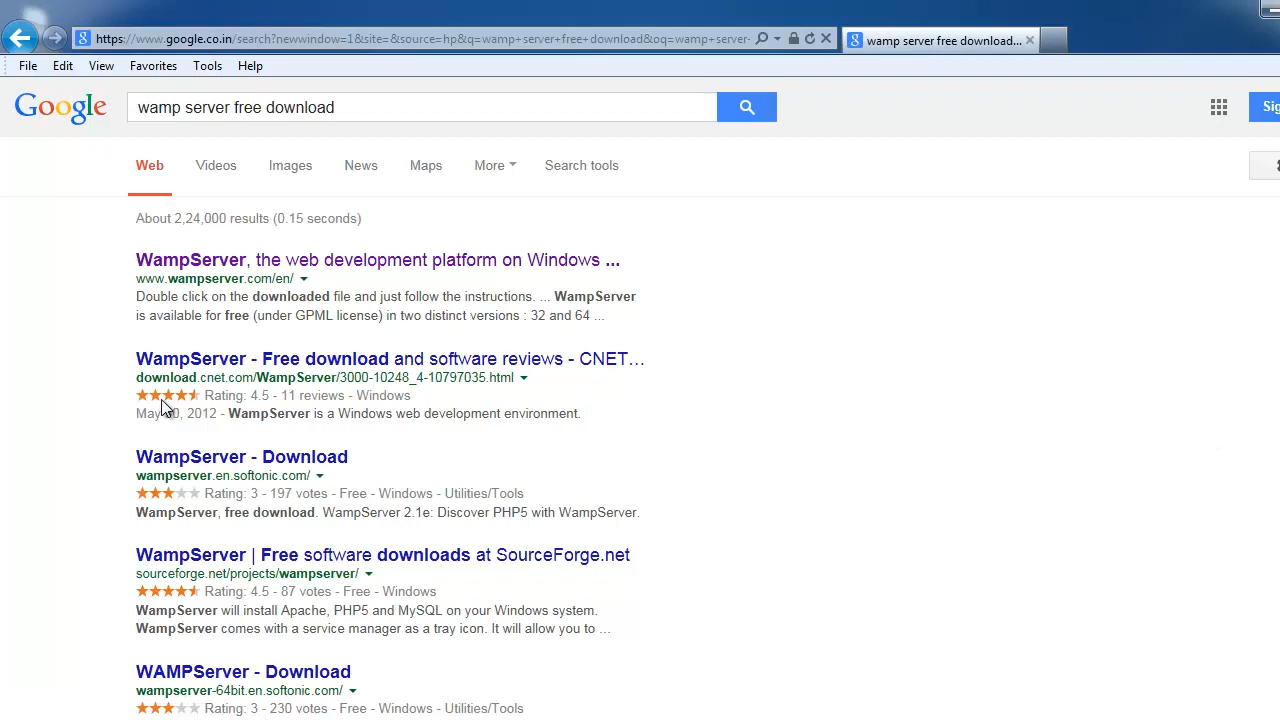 https://www.google.co.in/search?newwindow=1&site=&source=hp&q=wamp+server+free+download&oq=wamp+server-
wamp server free download...
File Edit View Favorites Tools Help
Google
wamp server free download
Web Videos Images News Maps More Search tools
About 2,24,000 results (0.15 seconds)
WampServer, the web development platform on Windows ...
www.wampserver.com/en/
Double click on the downloaded file and just follow the instructions. ... WampServer
is available for free (under GPML license) in two distinct versions : 32 and 64 ...
WampServer - Free download and software reviews - CNET...
download.cnet.com/WampServer/3000-10248_4-10797035.html
Rating: 4.5 - 11 reviews - Windows
2012 - WampServer is a Windows web development environment.
WampServer - Download
wampserver.en.softonic.com/
Rating: 3 - 197 votes - Free - Windows - Utilities/Tools
WampServer, free download. WampServer 2.1e: Discover PHP5 with WampServer.
WampServer | Free software downloads at SourceForge.net
sourceforge.net/projects/wampserver/
Rating: 4.5 - 87 votes - Free - Windows
WampServer will install Apache, PHP5 and MySQL on your Windows system.
WampServer comes with a service manager as a tray icon. It will allow you to ...
WAMPServer - Download
wampserver-64bit.en.softonic.com/
Rating: 3 - 230 votes - Free - Windows - Utilities/Tools